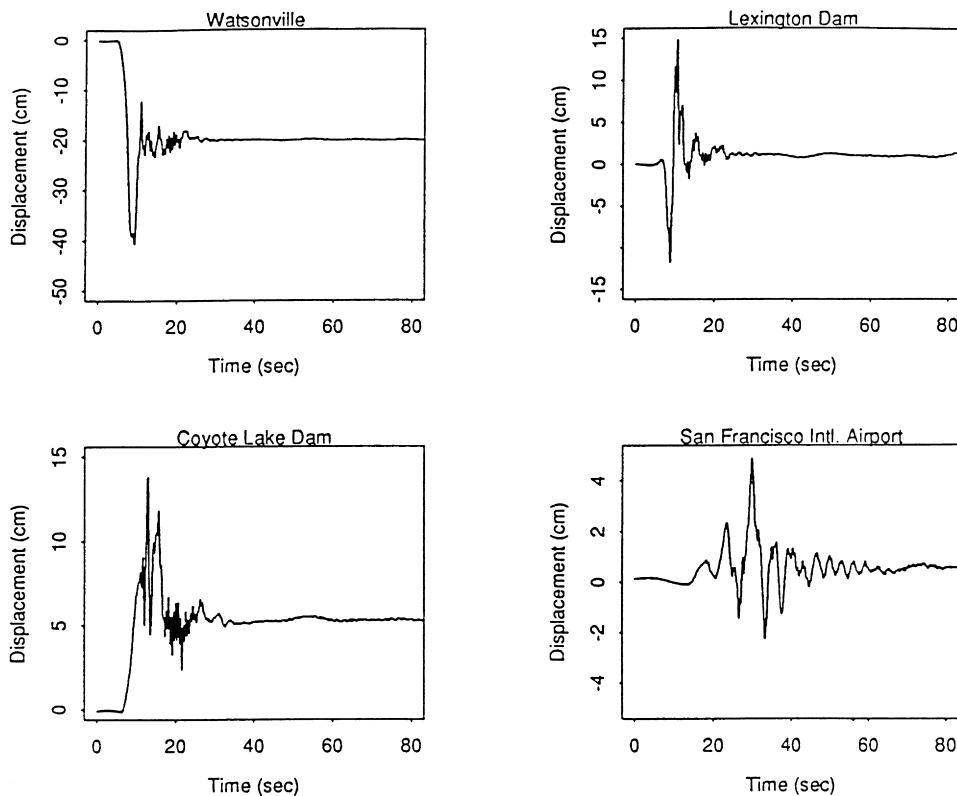 Watsonville
Displacement (cm)
0
-10
-20
-30
-40
-50
0 20 40 60 80
Time (sec)
Lexington Dam
Displacement (cm)
15
10
5
0
-5
-15
0 20 40 60 80
Time (sec)
Coyote Lake Dam
Displacement (cm)
15
10
5
0
0 20 40 60 80
Time (sec)
San Francisco Intl. Airport
Displacement (cm)
4
2
0
-2
-4
0 20 40 60 80
Time (sec)